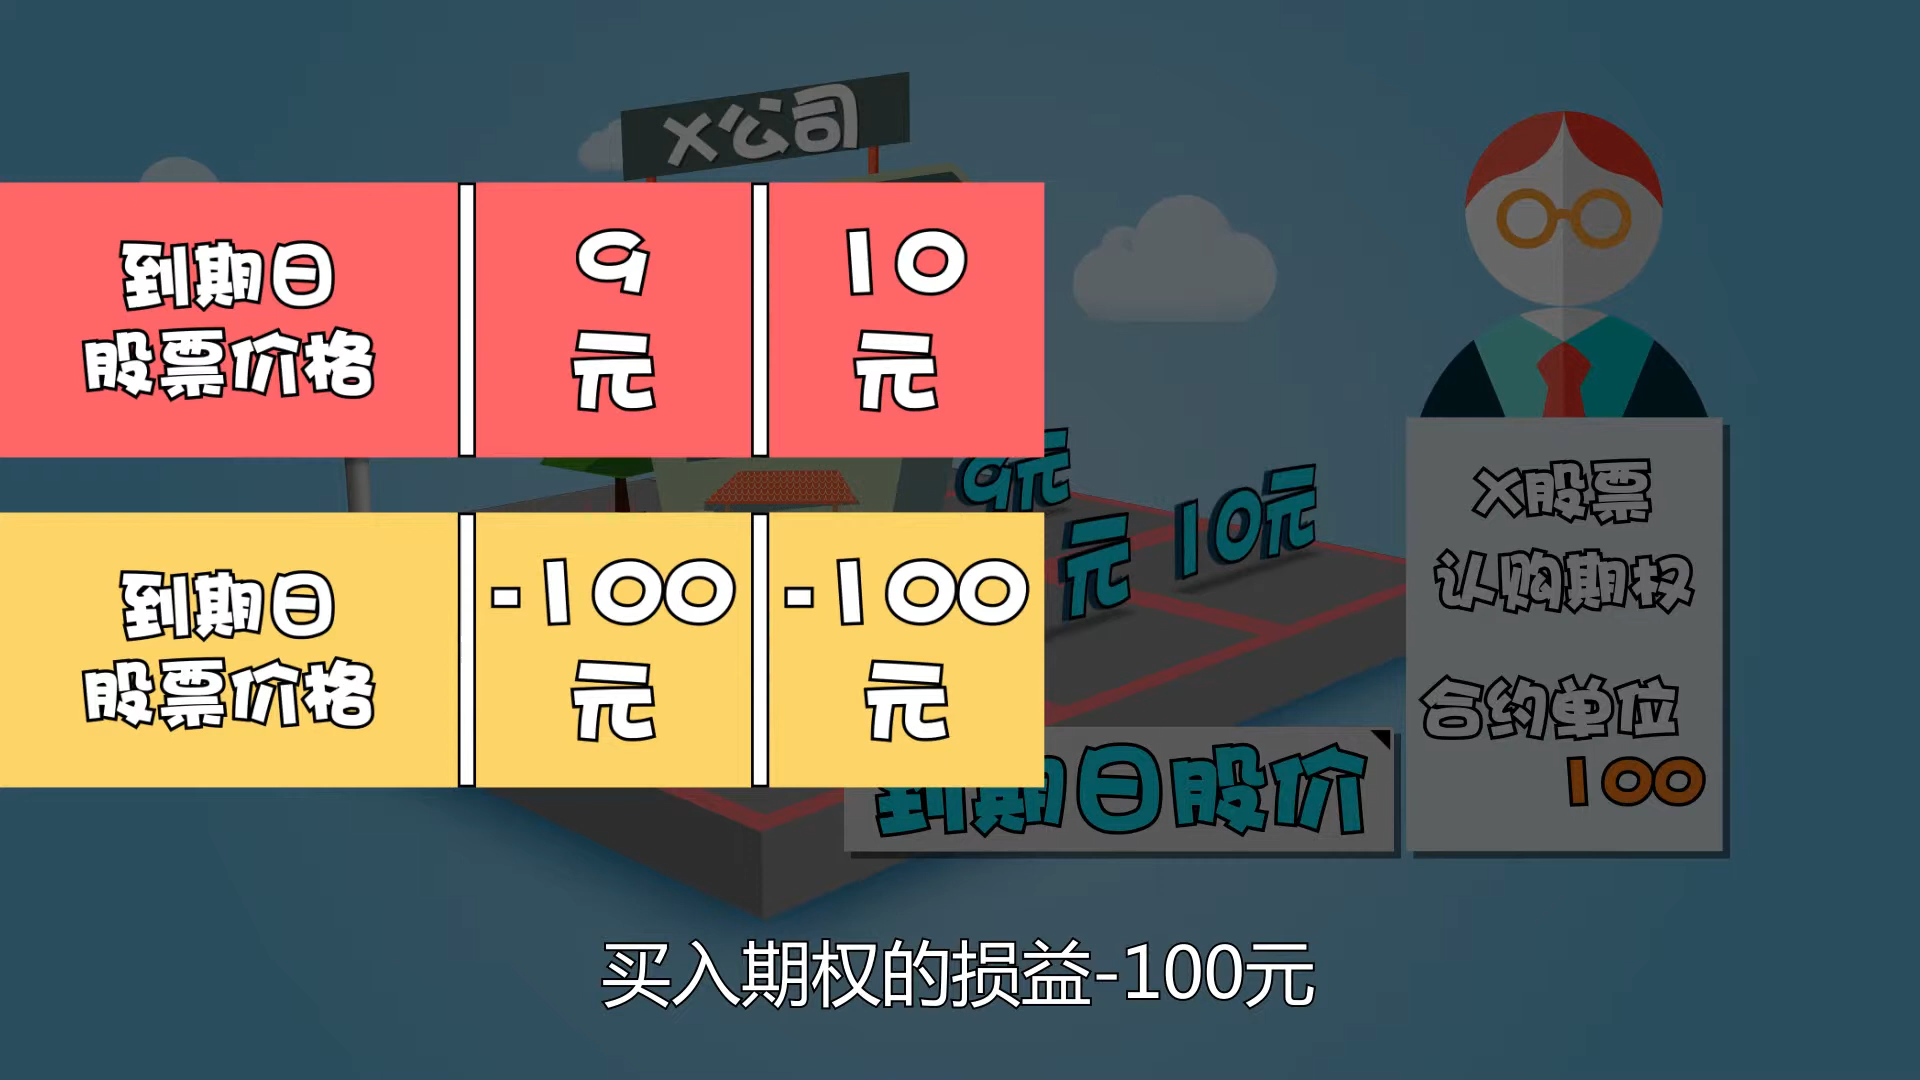 X公司
到期日
股票价格
9
元
10
元
到期日
股票价格
-100
元
-100
元
9元
元
10元
到期日股价
X股票
认购期权
合约单位
100
买入期权的损益-100元